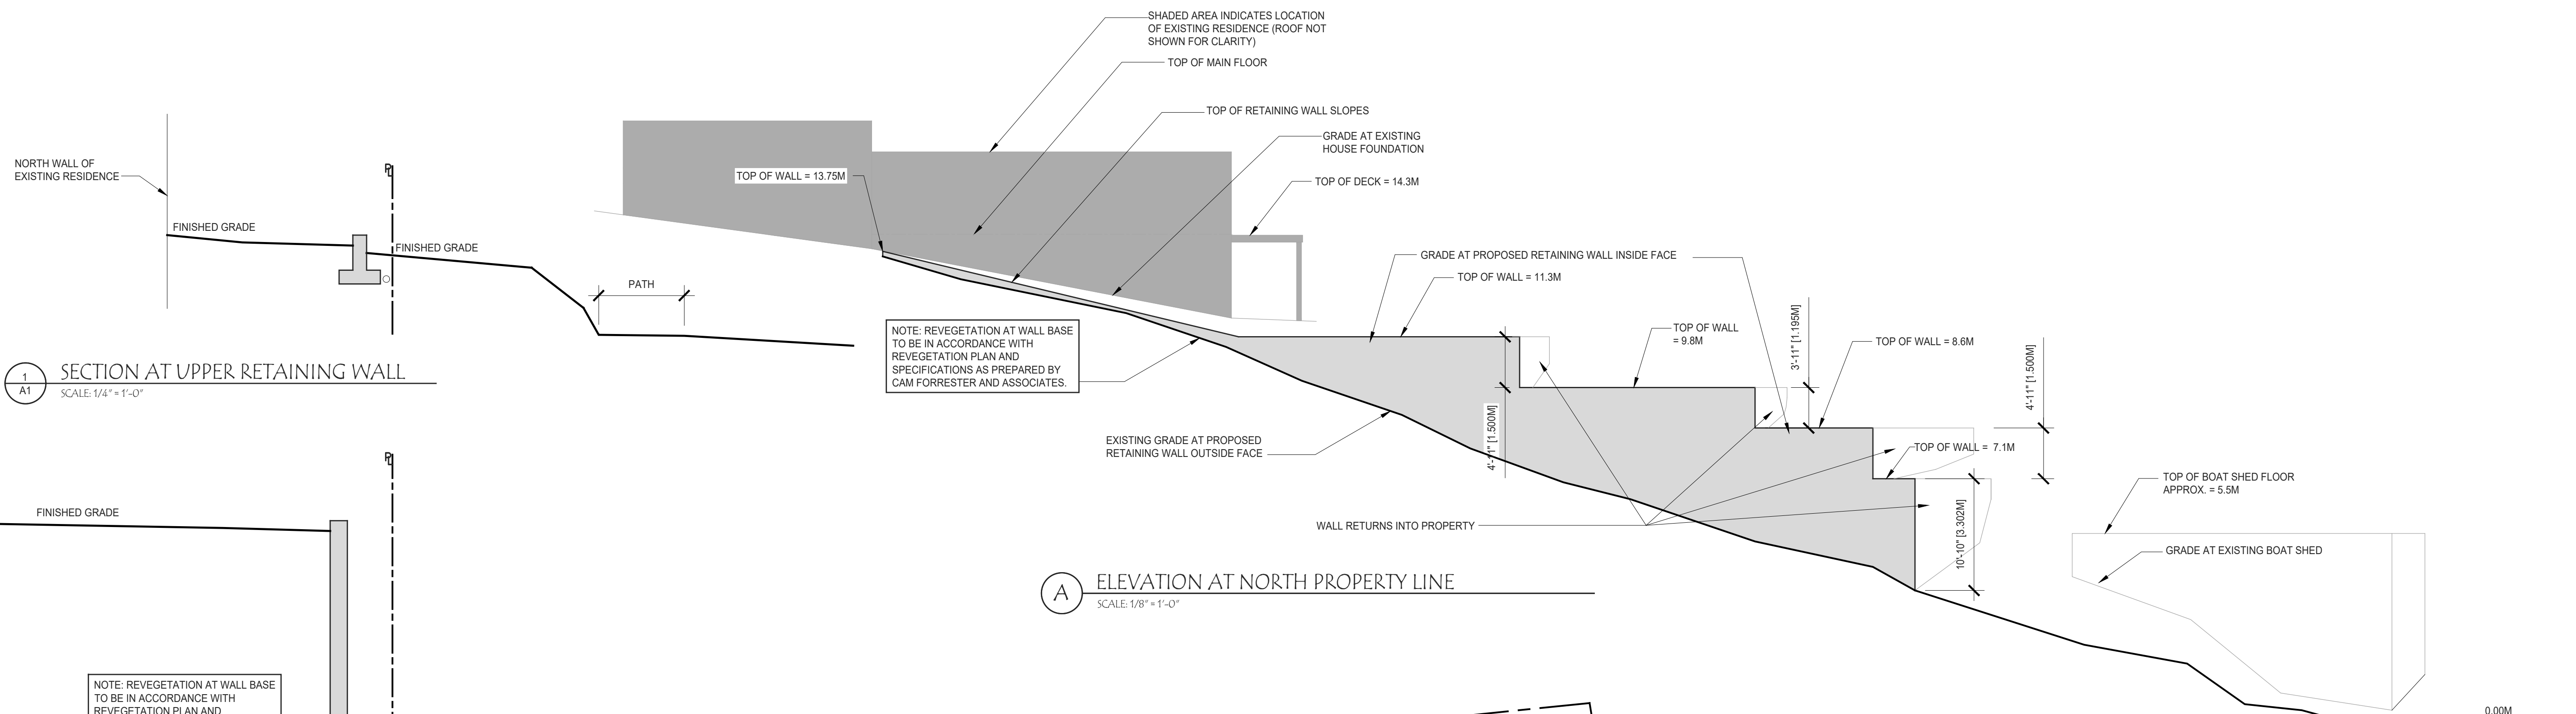 SHADED AREA INDICATES LOCATION
OF EXISTING RESIDENCE (ROOF NOT
SHOWN FOR CLARITY)
TOP OF MAIN FLOOR
TOP OF RETAINING WALL SLOPES
GRADE AT EXISTING
HOUSE FOUNDATION
TOP OF WALL = 13.75M
TOP OF DECK = 14.3M
NORTH WALL OF
EXISTING RESIDENCE
PL
FINISHED GRADE
FINISHED GRADE
PATH
1
A1
SECTION AT UPPER RETAINING WALL
SCALE: 1/4" = 1'-0"
NOTE: REVEGETATION AT WALL BASE
TO BE IN ACCORDANCE WITH
REVEGETATION PLAN AND
SPECIFICATIONS AS PREPARED BY
CAM FORRESTER AND ASSOCIATES.
GRADE AT PROPOSED RETAINING WALL INSIDE FACE
TOP OF WALL = 11.3M
TOP OF WALL
= 9.8M
3'-11" [1.195M]
TOP OF WALL = 8.6M
4'-11" [1.500M]
4'-11" [1.500M]
TOP OF WALL = 7.1M
EXISTING GRADE AT PROPOSED
RETAINING WALL OUTSIDE FACE
WALL RETURNS INTO PROPERTY
10'-10" [3.302M]
TOP OF BOAT SHED FLOOR
APPROX. = 5.5M
GRADE AT EXISTING BOAT SHED
A
ELEVATION AT NORTH PROPERTY LINE
SCALE: 1/8" = 1'-0"
PL
FINISHED GRADE
NOTE: REVEGETATION AT WALL BASE
TO BE IN ACCORDANCE WITH
REVEGETATION PLAN AND
0.00M